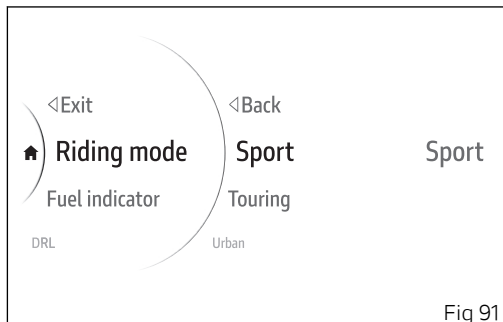 ◁Exit ◁Back
Riding mode Sport Sport
Fuel indicator Touring
DRL Urban
Fig 91